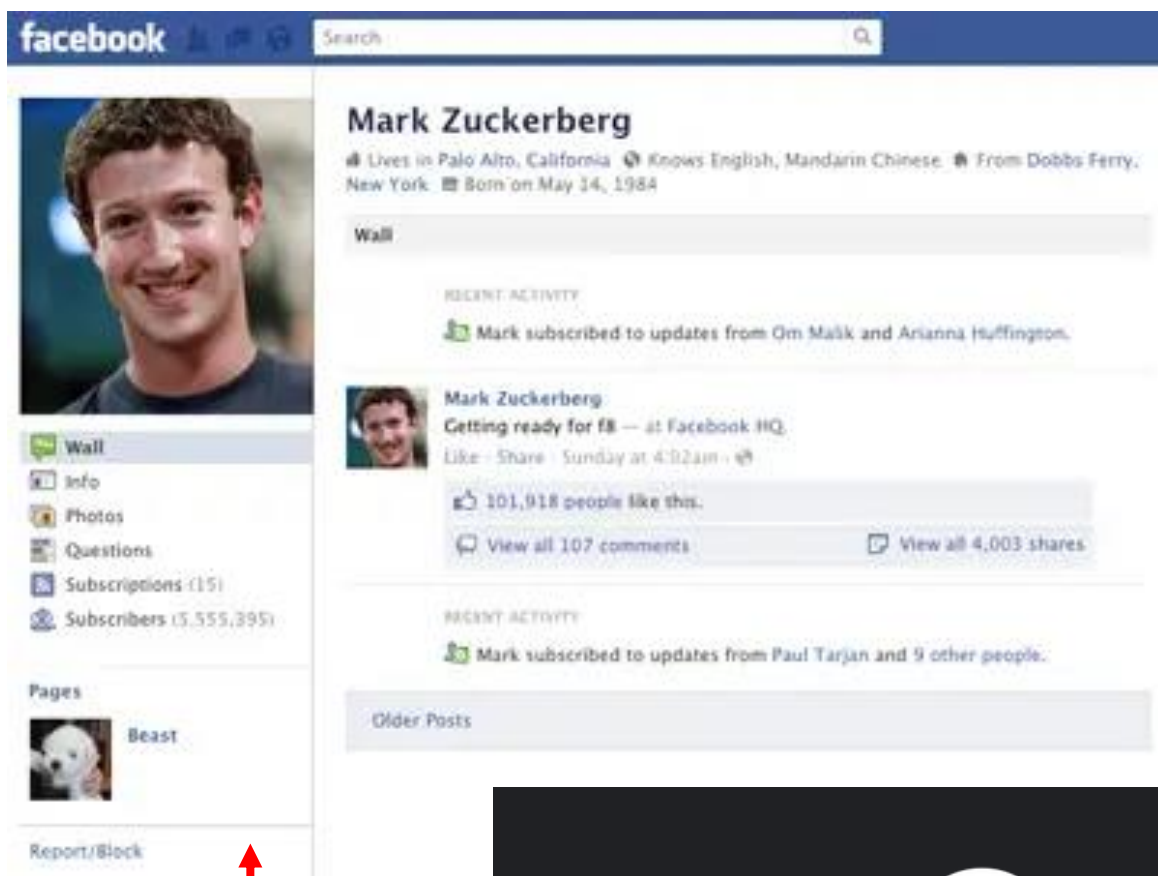 facebook
Search
Mark Zuckerberg
Lives in Palo Alto, California Knows English, Mandarin Chinese From Dobbs Ferry,
New York Born on May 14, 1984
Wall
RECENT ACTIVITY
Mark subscribed to updates from Om Malik and Arianna Huffington.
Mark Zuckerberg
Getting ready for f8 — at Facebook HQ.
Like · Share · Sunday at 4:02am ·
101,918 people like this.
View all 107 comments View all 4,003 shares
RECENT ACTIVITY
Mark subscribed to updates from Paul Tarjan and 9 other people.
Older Posts
Wall
Info
Photos
Questions
Subscriptions (15)
Subscribers (5,555,395)
Pages
Beast
Report/Block